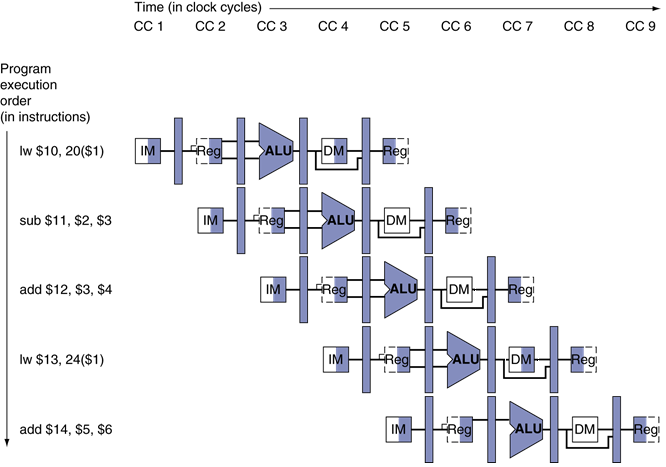 Time (in clock cycles)
CC 1 CC 2 CC 3 CC 4 CC 5 CC 6 CC 7 CC 8 CC 9
Program
execution
order
(in instructions)
lw $10, 20($1) IM Reg ALU DM Reg
sub $11, $2, $3 IM Reg ALU DM Reg
add $12, $3, $4 IM Reg ALU DM Reg
lw $13, 24($1) IM Reg ALU DM Reg
add $14, $5, $6 IM Reg ALU DM Reg